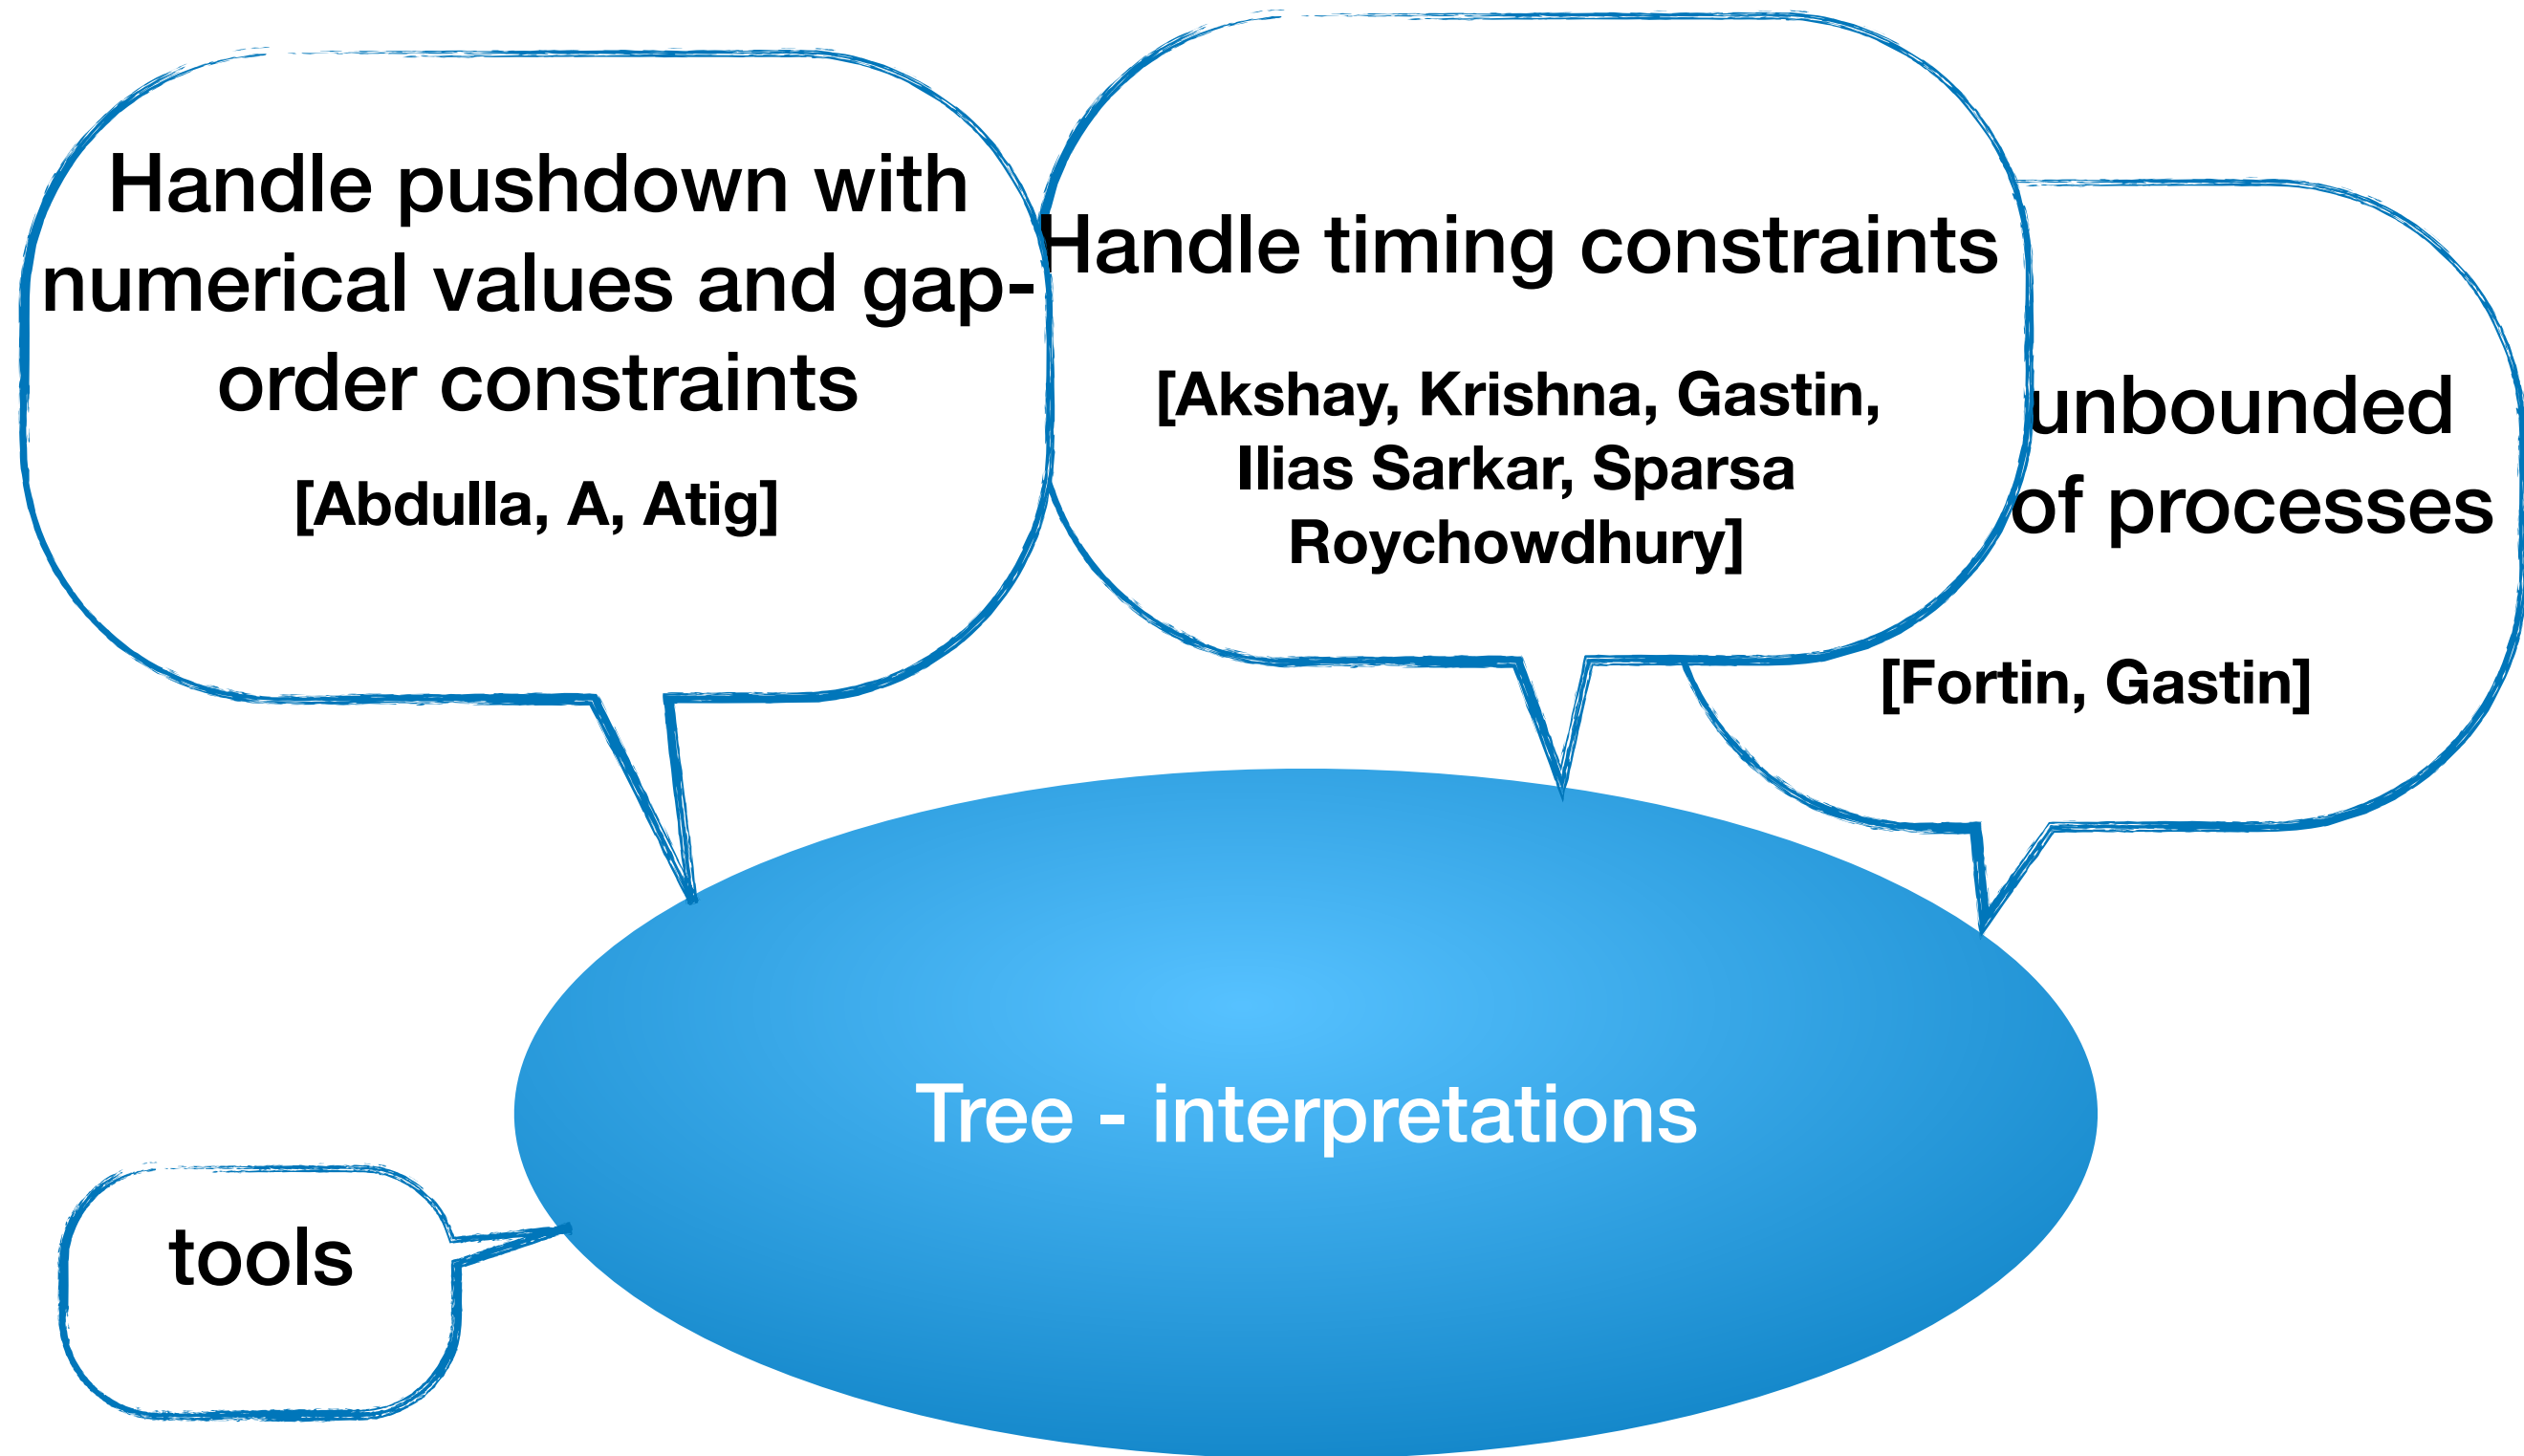 Handle pushdown with
numerical values and gap-
order constraints
[Abdulla, A, Atig]
Handle timing constraints
[Akshay, Krishna, Gastin,
Ilias Sarkar, Sparsa
Roychowdhury]
unbounded
of processes
[Fortin, Gastin]
Tree - interpretations
tools